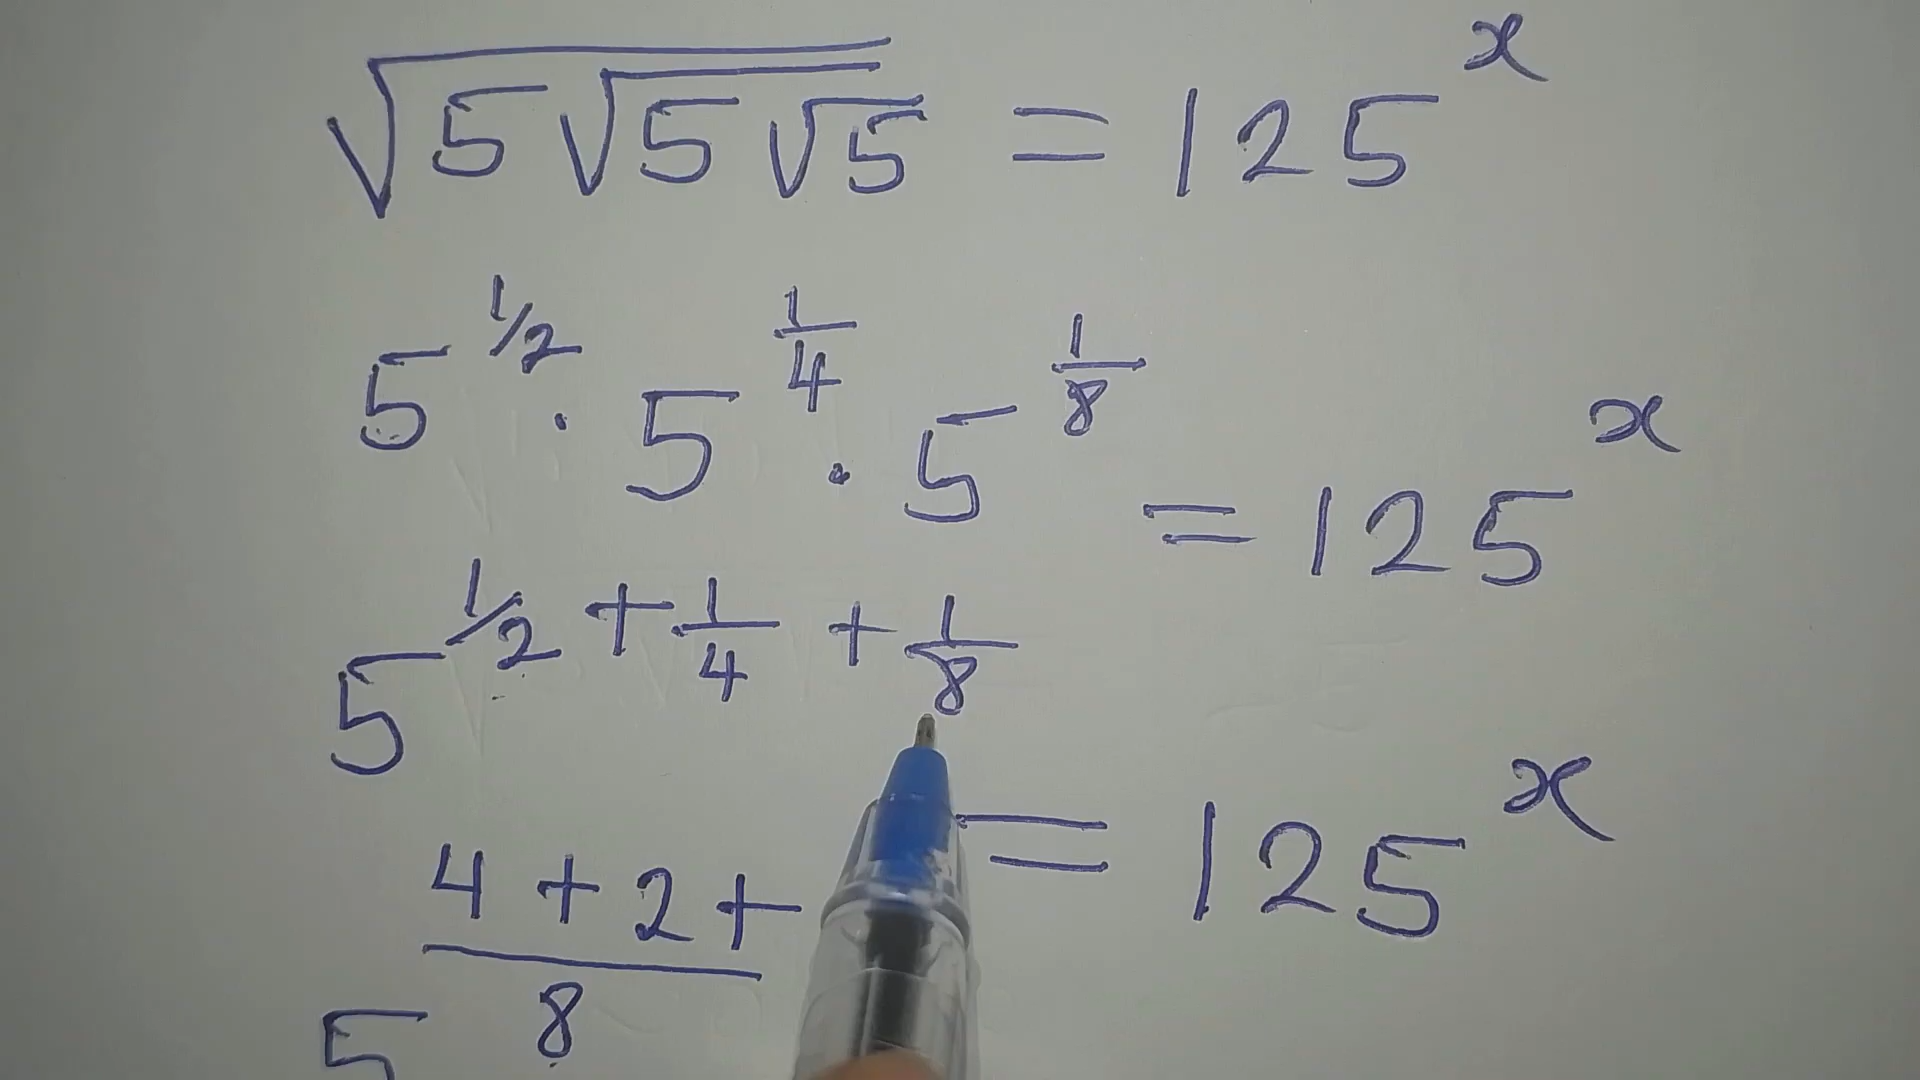 √5√5√5 = 125^x
5^1/2 · 5^1/4 · 5^1/8 = 125^x
5^1/2 + 1/4 + 1/8 = 125^x
5^(4 + 2 +)/8